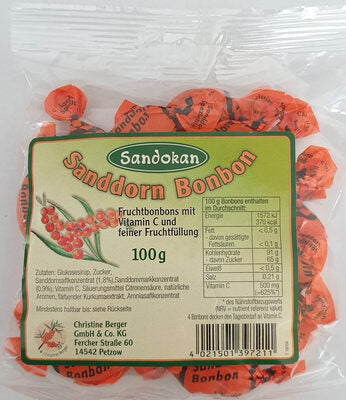 Sandokan
Sanddorn Bonbon
Fruchtbonbons mit
Vitamin C und
feiner Fruchtfüllung
100 g
Zutaten: Glukosesirup, Zucker,
Sanddornsaftkonzentrat (1,8%), Sanddornmarkkonzentrat
(0,9%), Vitamin C, Säuerungsmittel Citronensäure, natürliche
Aromen, färbender Kurkumaextrakt, Aroniasaftkonzentrat
Mindestens haltbar bis: siehe Rückseite
Christine Berger
GmbH & Co. KG
Fercher Straße 60
14542 Petzow
100 g Bonbons enthalten
im Durchschnitt:
Energie 1572 kJ
370 kcal
Fett < 0,5 g
- davon gesättigte
Fettsäuren < 0,1 g
Kohlenhydrate 91 g
- davon Zucker 65 g
Eiweiß < 0,5 g
Salz 0,21 g
Vitamin C 500 mg
(=625%*)
* des Nährstoffbezugswerts
(NRV = nutrient reference value)
4 Bonbons decken den Tagesbedarf an Vitamin C.
4 021501 397211
Sanddorn
Bonbon